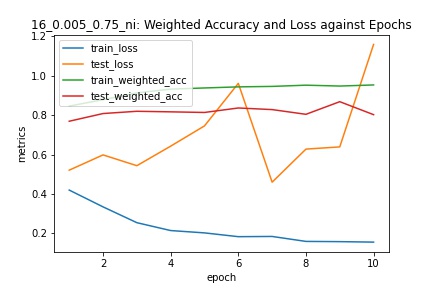 16_0.005_0.75_ni: Weighted Accuracy and Loss against Epochs
1.2
1.0
0.8
0.6
0.4
0.2
metrics
train_loss
test_loss
train_weighted_acc
test_weighted_acc
2 4 6 8 10
epoch